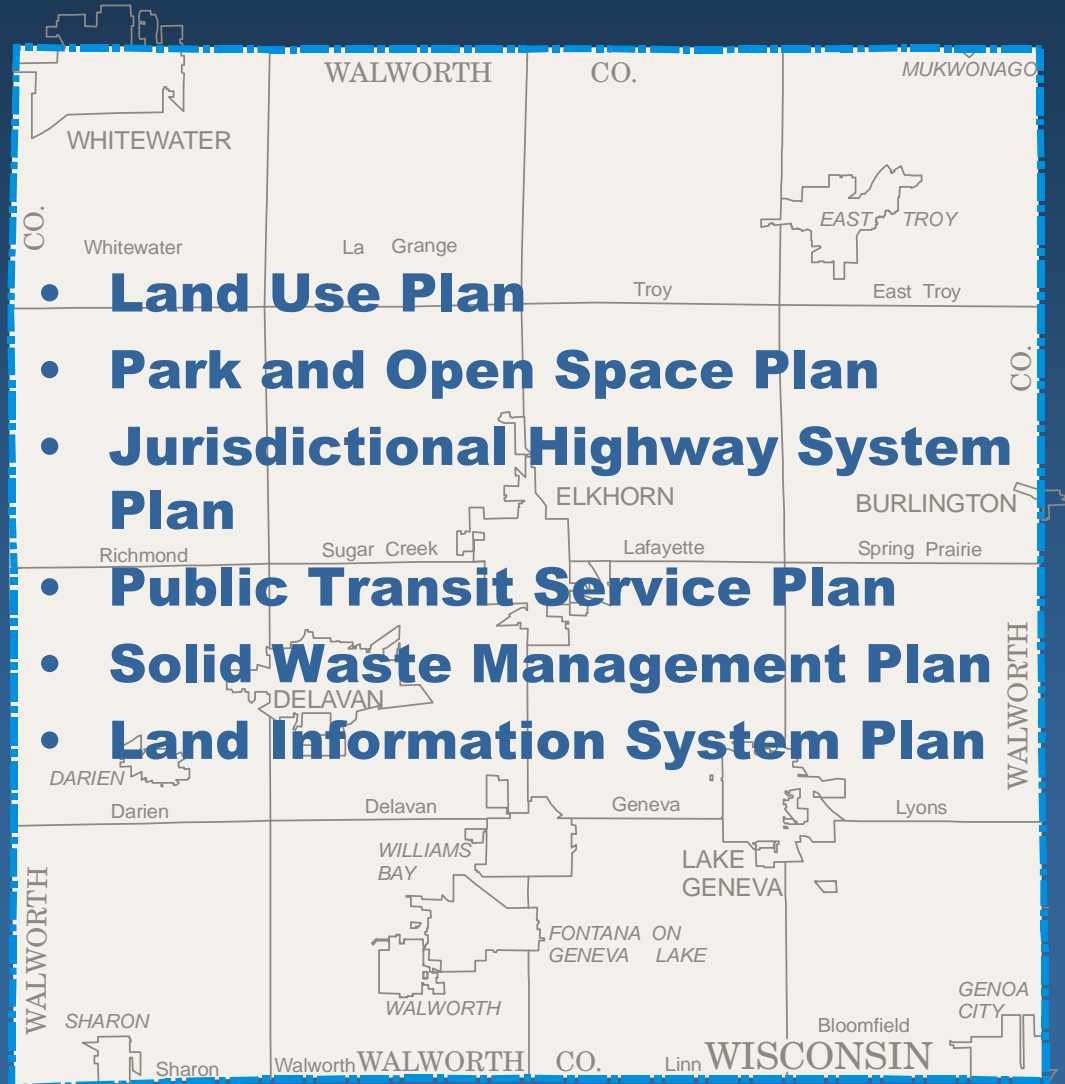 WALWORTH CO.
MUKWONAGO
WHITEWATER
CO.
EAST TROY
Whitewater
La Grange
Troy
East Troy
• Land Use Plan
• Park and Open Space Plan
CO.
• Jurisdictional Highway System
Plan
ELKHORN
BURLINGTON
Richmond
Sugar Creek
Lafayette
Spring Prairie
• Public Transit Service Plan
• Solid Waste Management Plan
WALWORTH
DELAVAN
• Land Information System Plan
DARIEN
Darien
Delavan
Geneva
Lyons
WILLIAMS
BAY
LAKE
GENEVA
WALWORTH
FONTANA ON
GENEVA LAKE
WALWORTH
GENOA
CITY
SHARON
Bloomfield
Sharon
Walworth
WALWORTH CO.
Linn
WISCONSIN
7